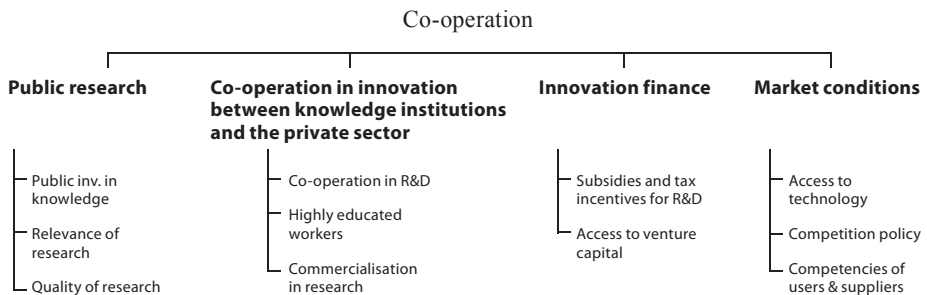 Co-operation
Public research
Public inv. in
knowledge
Relevance of
research
Quality of research
Co-operation in innovation
between knowledge institutions
and the private sector
Co-operation in R&D
Highly educated
workers
Commercialisation
in research
Innovation finance
Subsidies and tax
incentives for R&D
Access to venture
capital
Market conditions
Access to
technology
Competition policy
Competencies of
users & suppliers